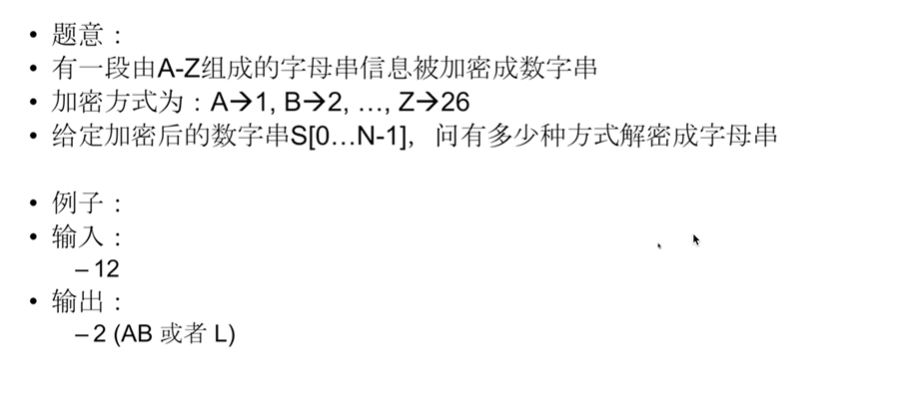 • 题意：
• 有一段由A-Z组成的字母串信息被加密成数字串
• 加密方式为：A→1, B→2, …, Z→26
• 给定加密后的数字串S[0…N-1]，问有多少种方式解密成字母串
• 例子：
• 输入：
– 12
• 输出：
– 2 (AB 或者 L)